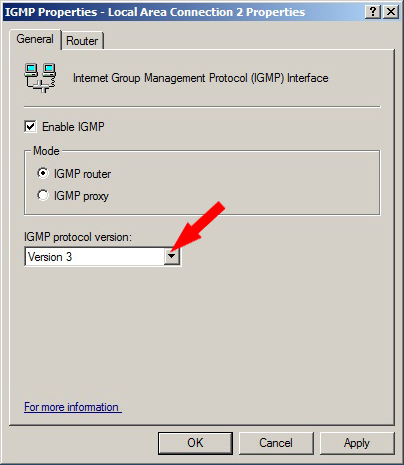 IGMP Properties - Local Area Connection 2 Properties
General Router
Internet Group Management Protocol (IGMP) Interface
Enable IGMP
Mode
IGMP router
IGMP proxy
IGMP protocol version:
Version 3
For more information
OK Cancel Apply